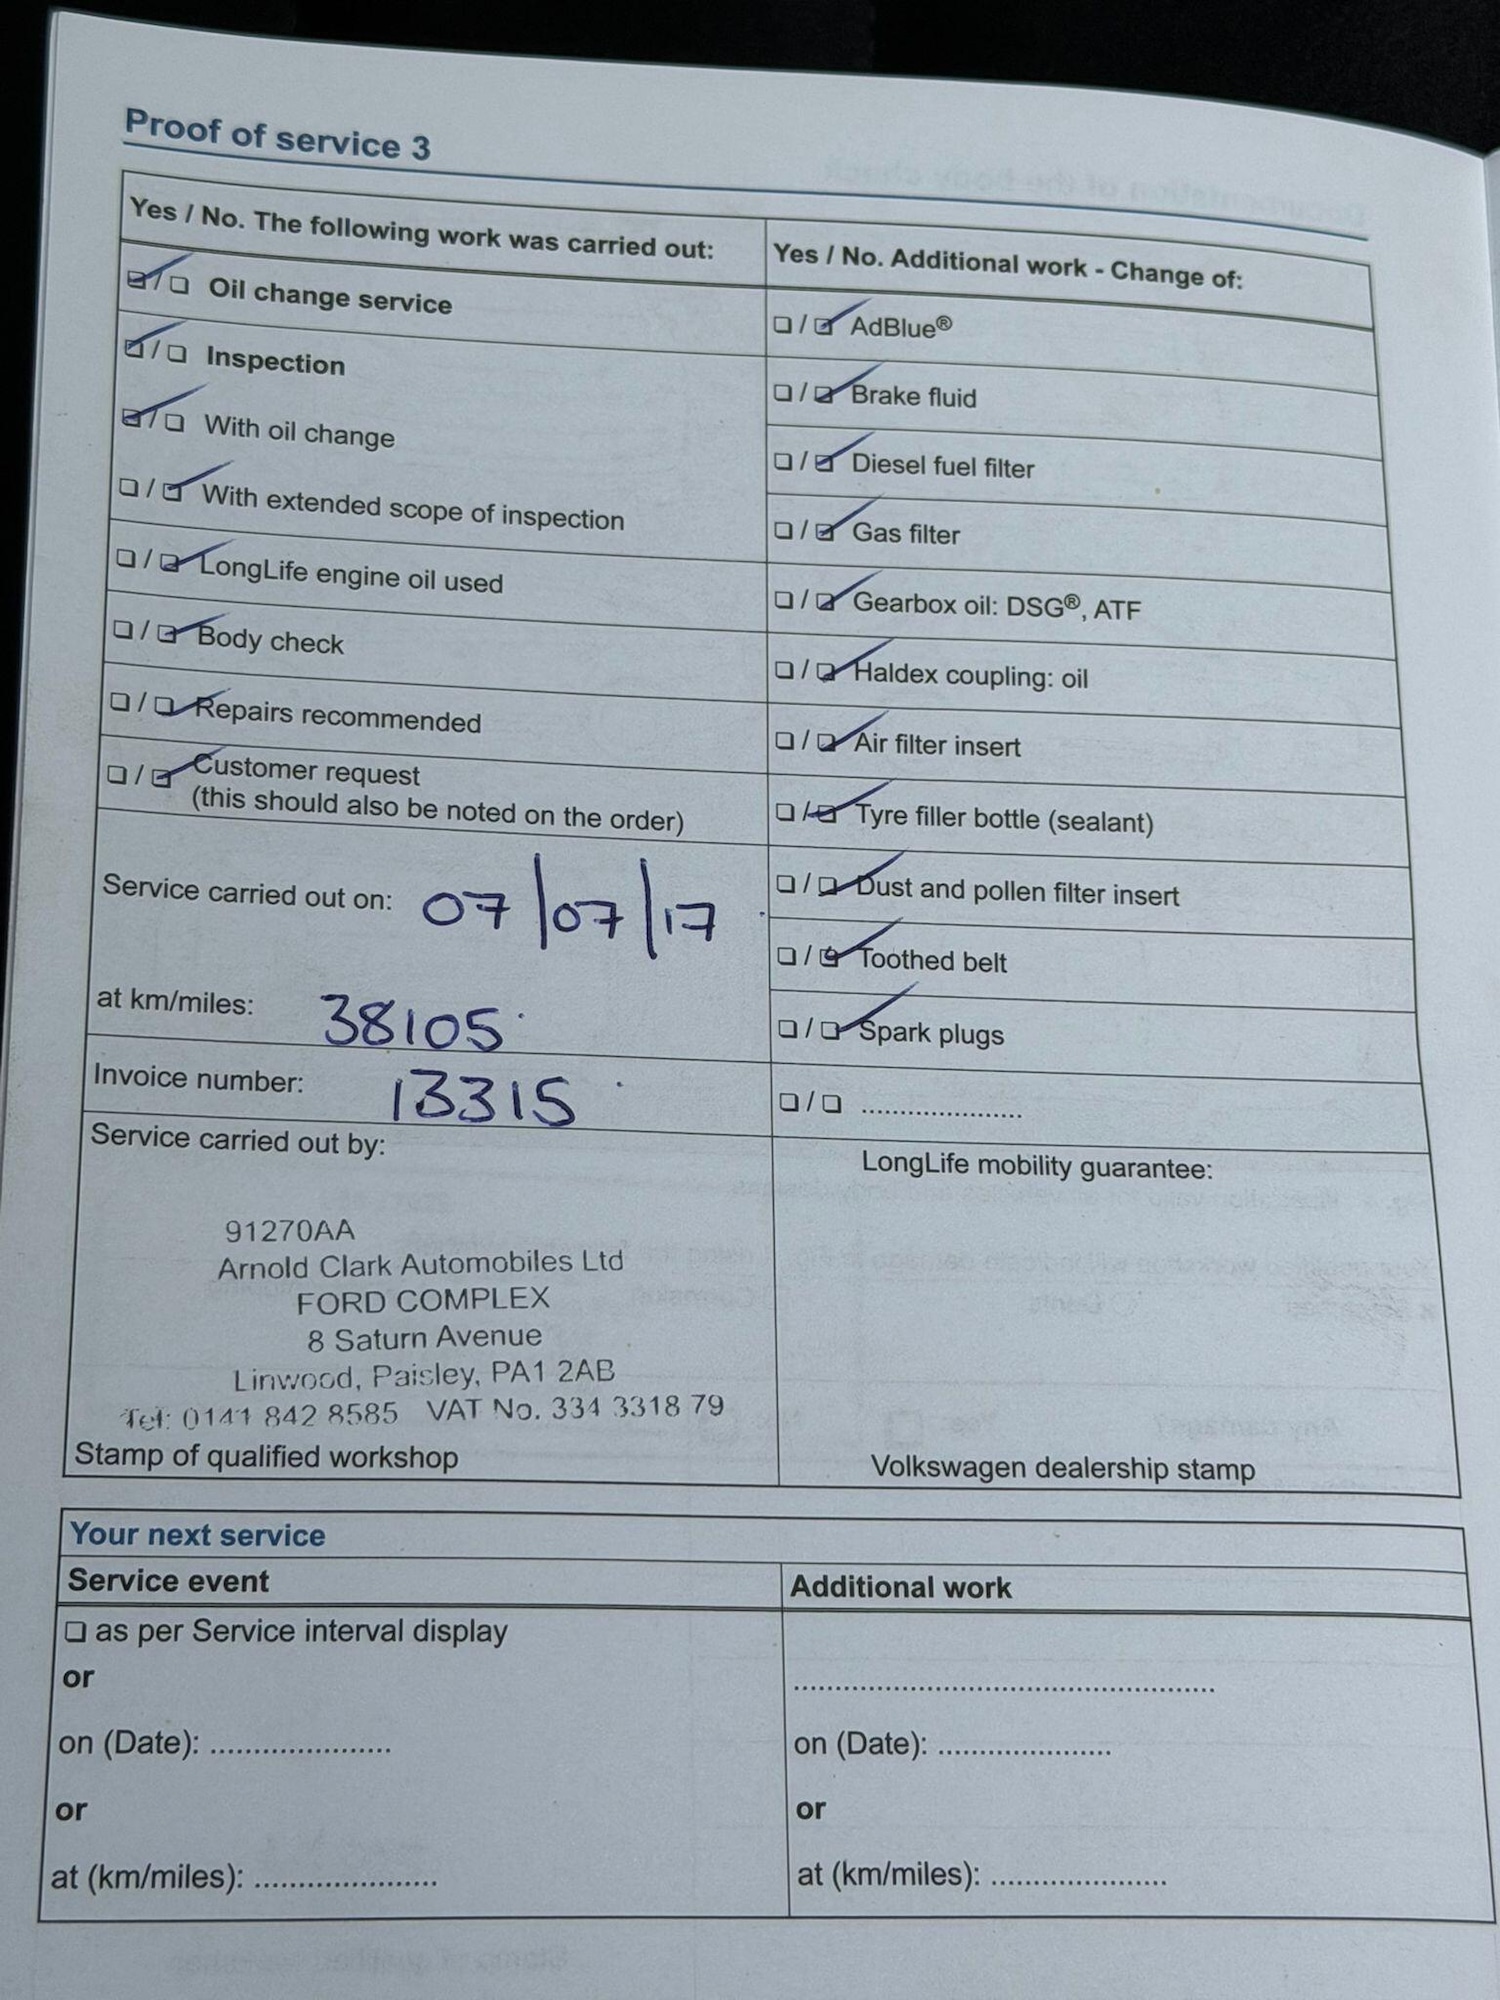 Proof of service 3
Yes / No. The following work was carried out:
☑/☐ Oil change service
☑/☐ Inspection
☑/☐ With oil change
☐/☑ With extended scope of inspection
☐/☑ LongLife engine oil used
☐/☑ Body check
☐/☑ Repairs recommended
☐/☑ Customer request
(this should also be noted on the order)
Service carried out on: 07/07/17
at km/miles: 38105
Invoice number: 13315
Service carried out by:
91270AA
Arnold Clark Automobiles Ltd
FORD COMPLEX
8 Saturn Avenue
Linwood, Paisley, PA1 2AB
Tel: 0141 842 8585 VAT No. 334 3318 79
Stamp of qualified workshop
Yes / No. Additional work - Change of:
☐/☑ AdBlue®
☐/☑ Brake fluid
☐/☑ Diesel fuel filter
☐/☑ Gas filter
☐/☑ Gearbox oil: DSG®, ATF
☐/☑ Haldex coupling: oil
☐/☑ Air filter insert
☐/☑ Tyre filler bottle (sealant)
☐/☑ Dust and pollen filter insert
☐/☑ Toothed belt
☐/☑ Spark plugs
☐/☐ ......................
LongLife mobility guarantee:
Volkswagen dealership stamp
Your next service
Service event
☐ as per Service interval display
or
on (Date): .....................
or
at (km/miles): .....................
Additional work
....................................................
on (Date): .....................
or
at (km/miles): .....................